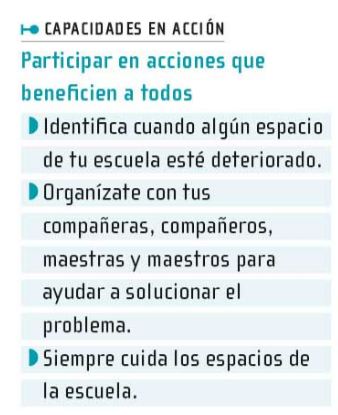 CAPACIDADES EN ACCIÓN
Participar en acciones que
beneficien a todos
Identifica cuando algún espacio
de tu escuela esté deteriorado.
Organízate con tus
compañeras, compañeros,
maestras y maestros para
ayudar a solucionar el
problema.
Siempre cuida los espacios de
la escuela.